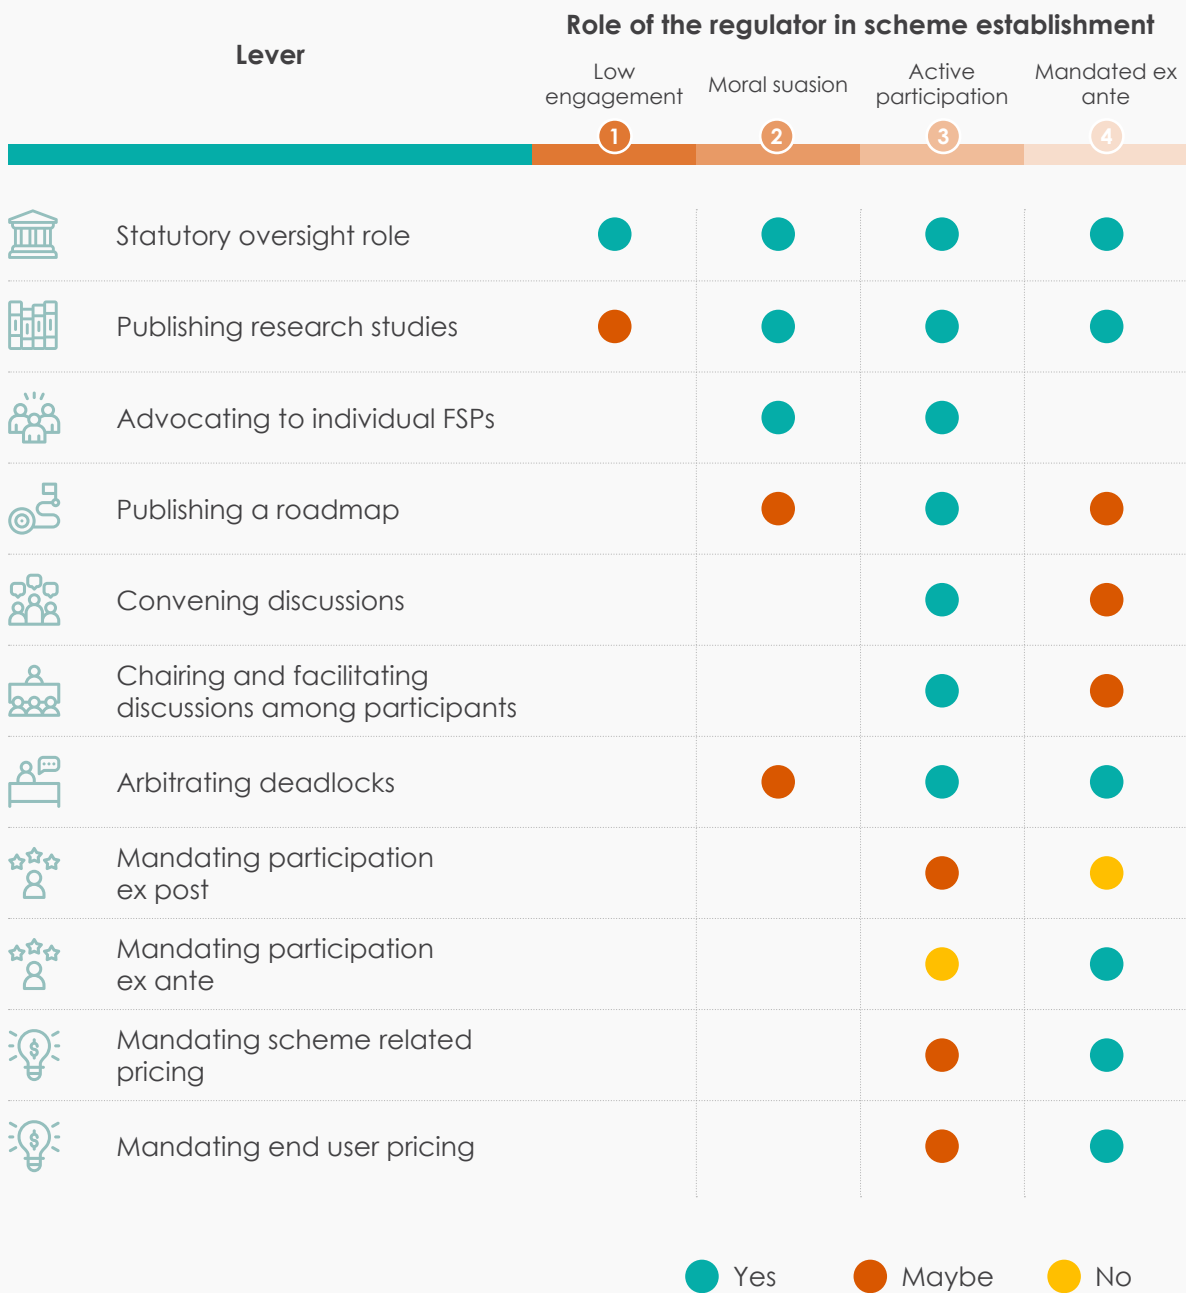 Role of the regulator in scheme establishment
Lever
Low
engagement
Moral suasion
Active
participation
Mandated ex
ante
1
2
3
4
Statutory oversight role
Publishing research studies
Advocating to individual FSPs
Publishing a roadmap
Convening discussions
Chairing and facilitating
discussions among participants
Arbitrating deadlocks
Mandating participation
ex post
Mandating participation
ex ante
Mandating scheme related
pricing
Mandating end user pricing
Yes
Maybe
No